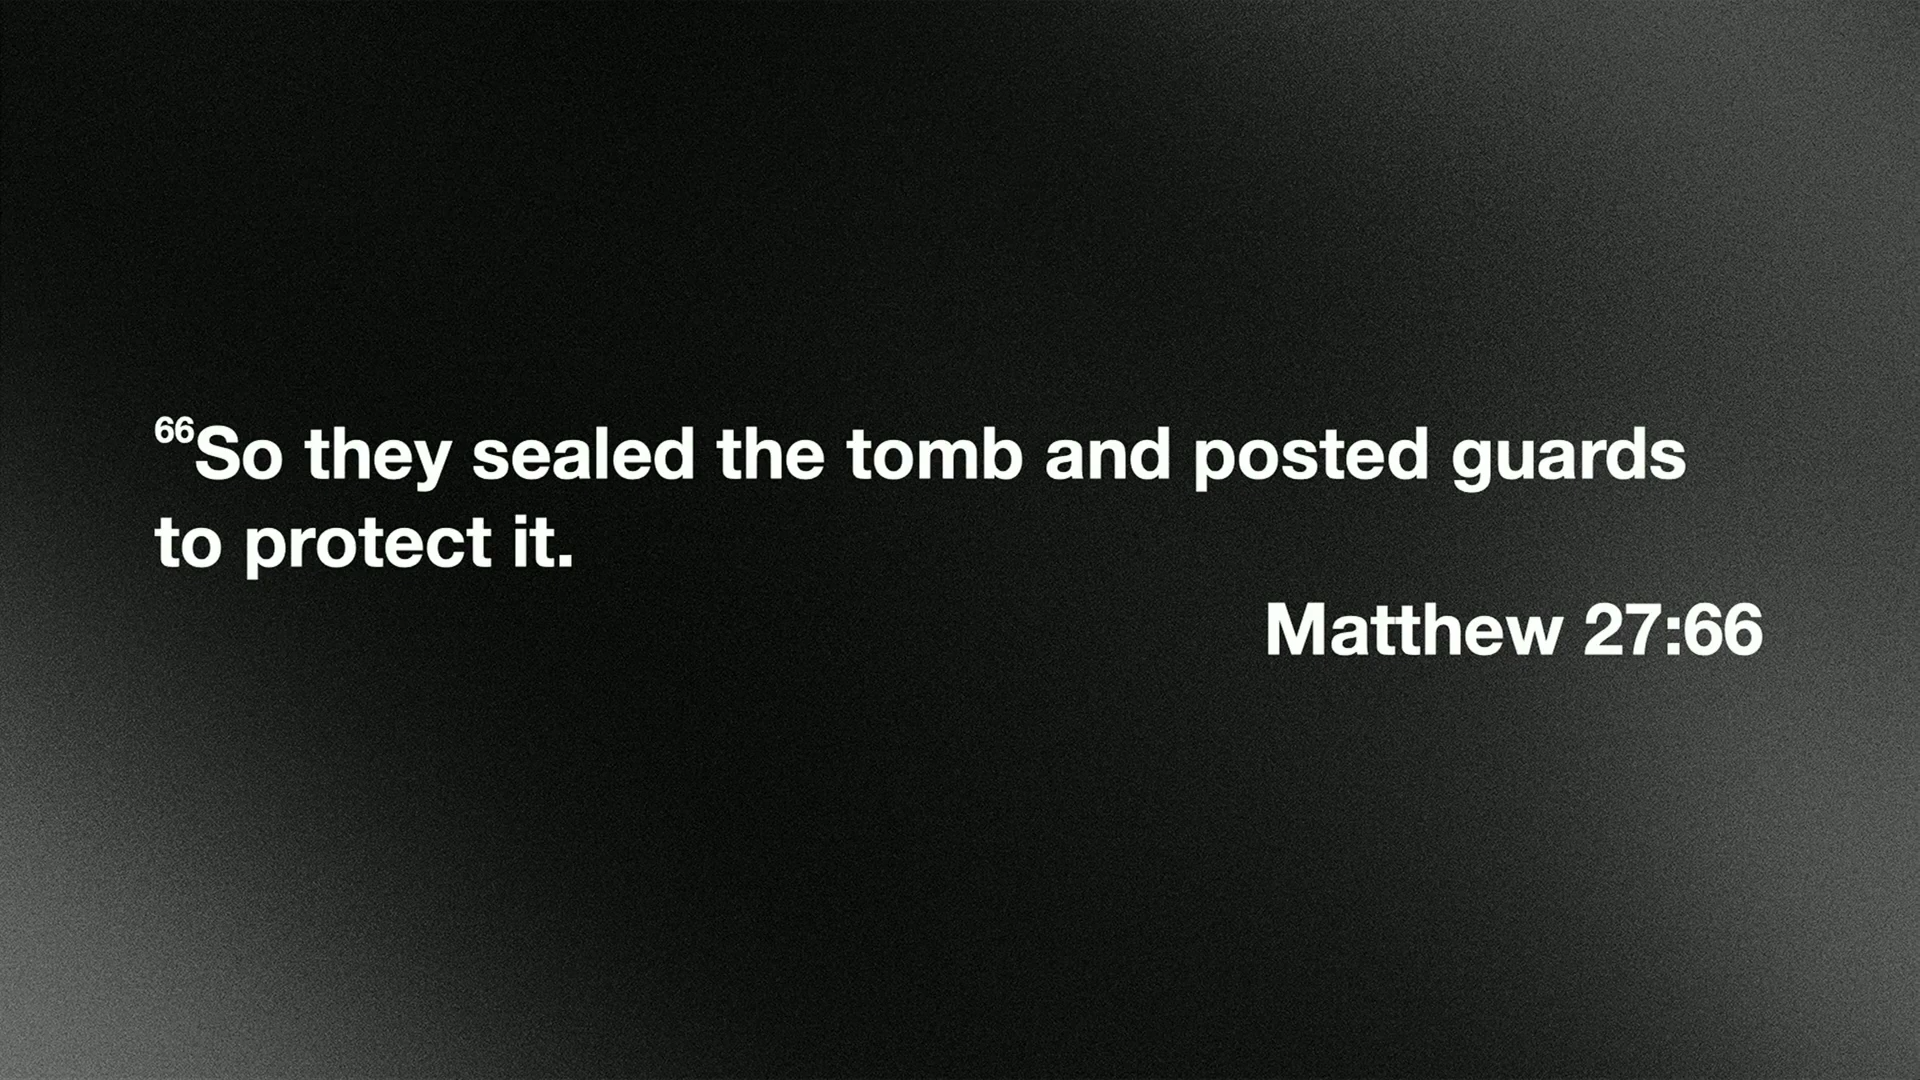 66So they sealed the tomb and posted guards
to protect it.
Matthew 27:66